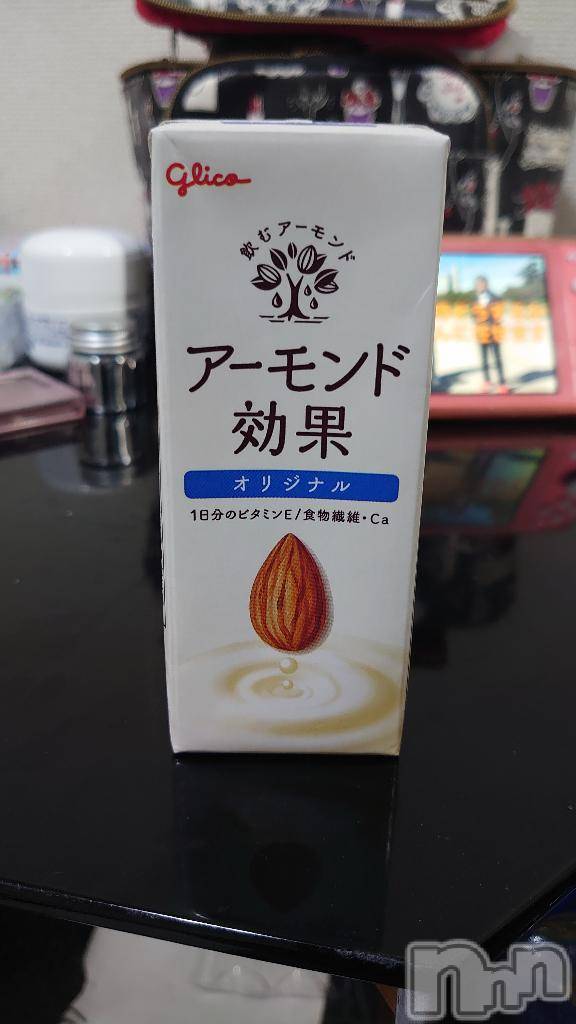 glico
飲むアーモンド
アーモンド
効果
オリジナル
1日分のビタミンE/食物繊維・Ca
nnn